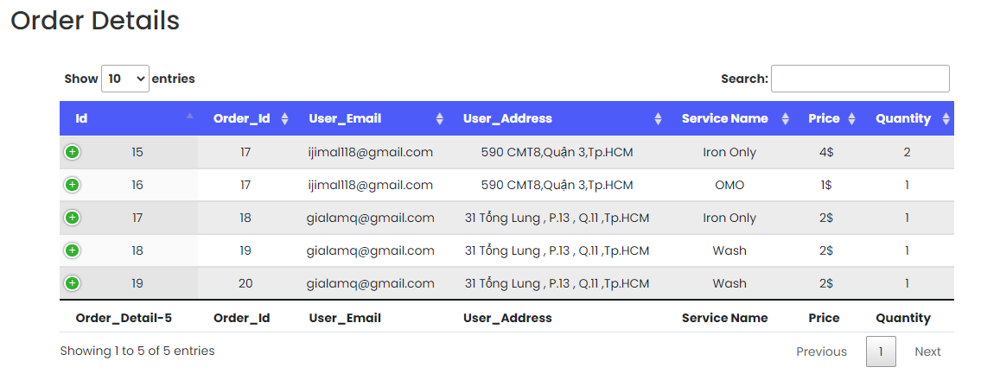 Order Details
Show 10 entries Search:
Id Order_Id User_Email User_Address Service Name Price Quantity
15 17 ijimal118@gmail.com 590 CMT8,Quận 3,Tp.HCM Iron Only 4$ 2
16 17 ijimal118@gmail.com 590 CMT8,Quận 3,Tp.HCM OMO 1$ 1
17 18 gialamq@gmail.com 31 Tổng Lung , P.13 , Q.11 ,Tp.HCM Iron Only 2$ 1
18 19 gialamq@gmail.com 31 Tổng Lung , P.13 , Q.11 ,Tp.HCM Wash 2$ 1
19 20 gialamq@gmail.com 31 Tổng Lung , P.13 , Q.11 ,Tp.HCM Wash 2$ 1
Order_Detail-5 Order_Id User_Email User_Address Service Name Price Quantity
Showing 1 to 5 of 5 entries Previous 1 Next